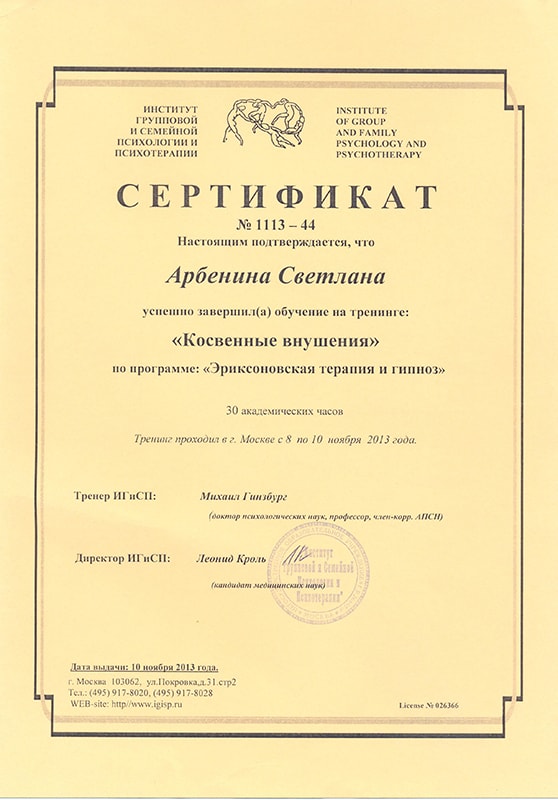 ИНСТИТУТ
ГРУППОВОЙ
И СЕМЕЙНОЙ
ПСИХОЛОГИИ И
ПСИХОТЕРАПИИ
INSTITUTE
OF GROUP
AND FAMILY
PSYCHOLOGY AND
PSYCHOTHERAPY
СЕРТИФИКАТ
№ 1113 – 44
Настоящим подтверждается, что
Арбенина Светлана
успешно завершил(а) обучение на тренинге:
«Косвенные внушения»
по программе: «Эриксоновская терапия и гипноз»
30 академических часов
Тренинг проходил в г. Москве с 8 по 10 ноября 2013 года.
Тренер ИГиСП: Михаил Гинзбург
(доктор психологических наук, профессор, член-корр. АПСН)
Директор ИГиСП: Леонид Кроль
(кандидат медицинских наук)
"Институт
Групповой и Семейной
Психологии и
Психотерапии"
Дата выдачи: 10 ноября 2013 года.
г. Москва 103062, ул.Покровка,д.31.стр2
Тел.: (495) 917-8020, (495) 917-8028
WEB-site: http//www.igisp.ru
License № 026366